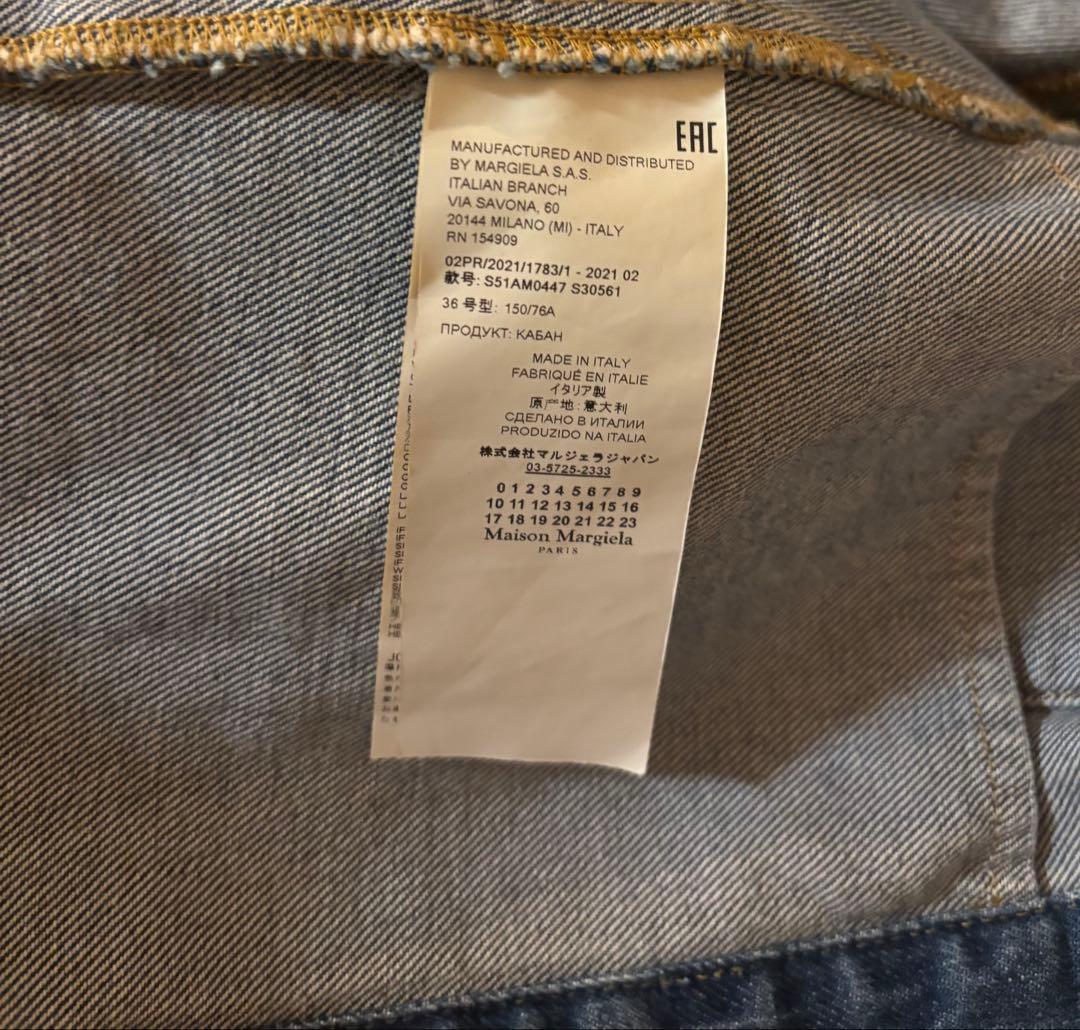 EAC
MANUFACTURED AND DISTRIBUTED
BY MARGIELA S.A.S.
ITALIAN BRANCH
VIA SAVONA, 60
20144 MILANO (MI) - ITALY
RN 154909
02PR/2021/1783/1 - 2021 02
款号: S51AM0447 S30561
36 号型: 150/76A
ПРОДУКТ: КАБАН
MADE IN ITALY
FABRIQUÉ EN ITALIE
イタリア製
原产地:意大利
СДЕЛАНО В ИТАЛИИ
PRODUZIDO NA ITALIA
株式会社マルジェラジャパン
03-5725-2333
0 1 2 3 4 5 6 7 8 9
10 11 12 13 14 15 16
17 18 19 20 21 22 23
Maison Margiela
PARIS